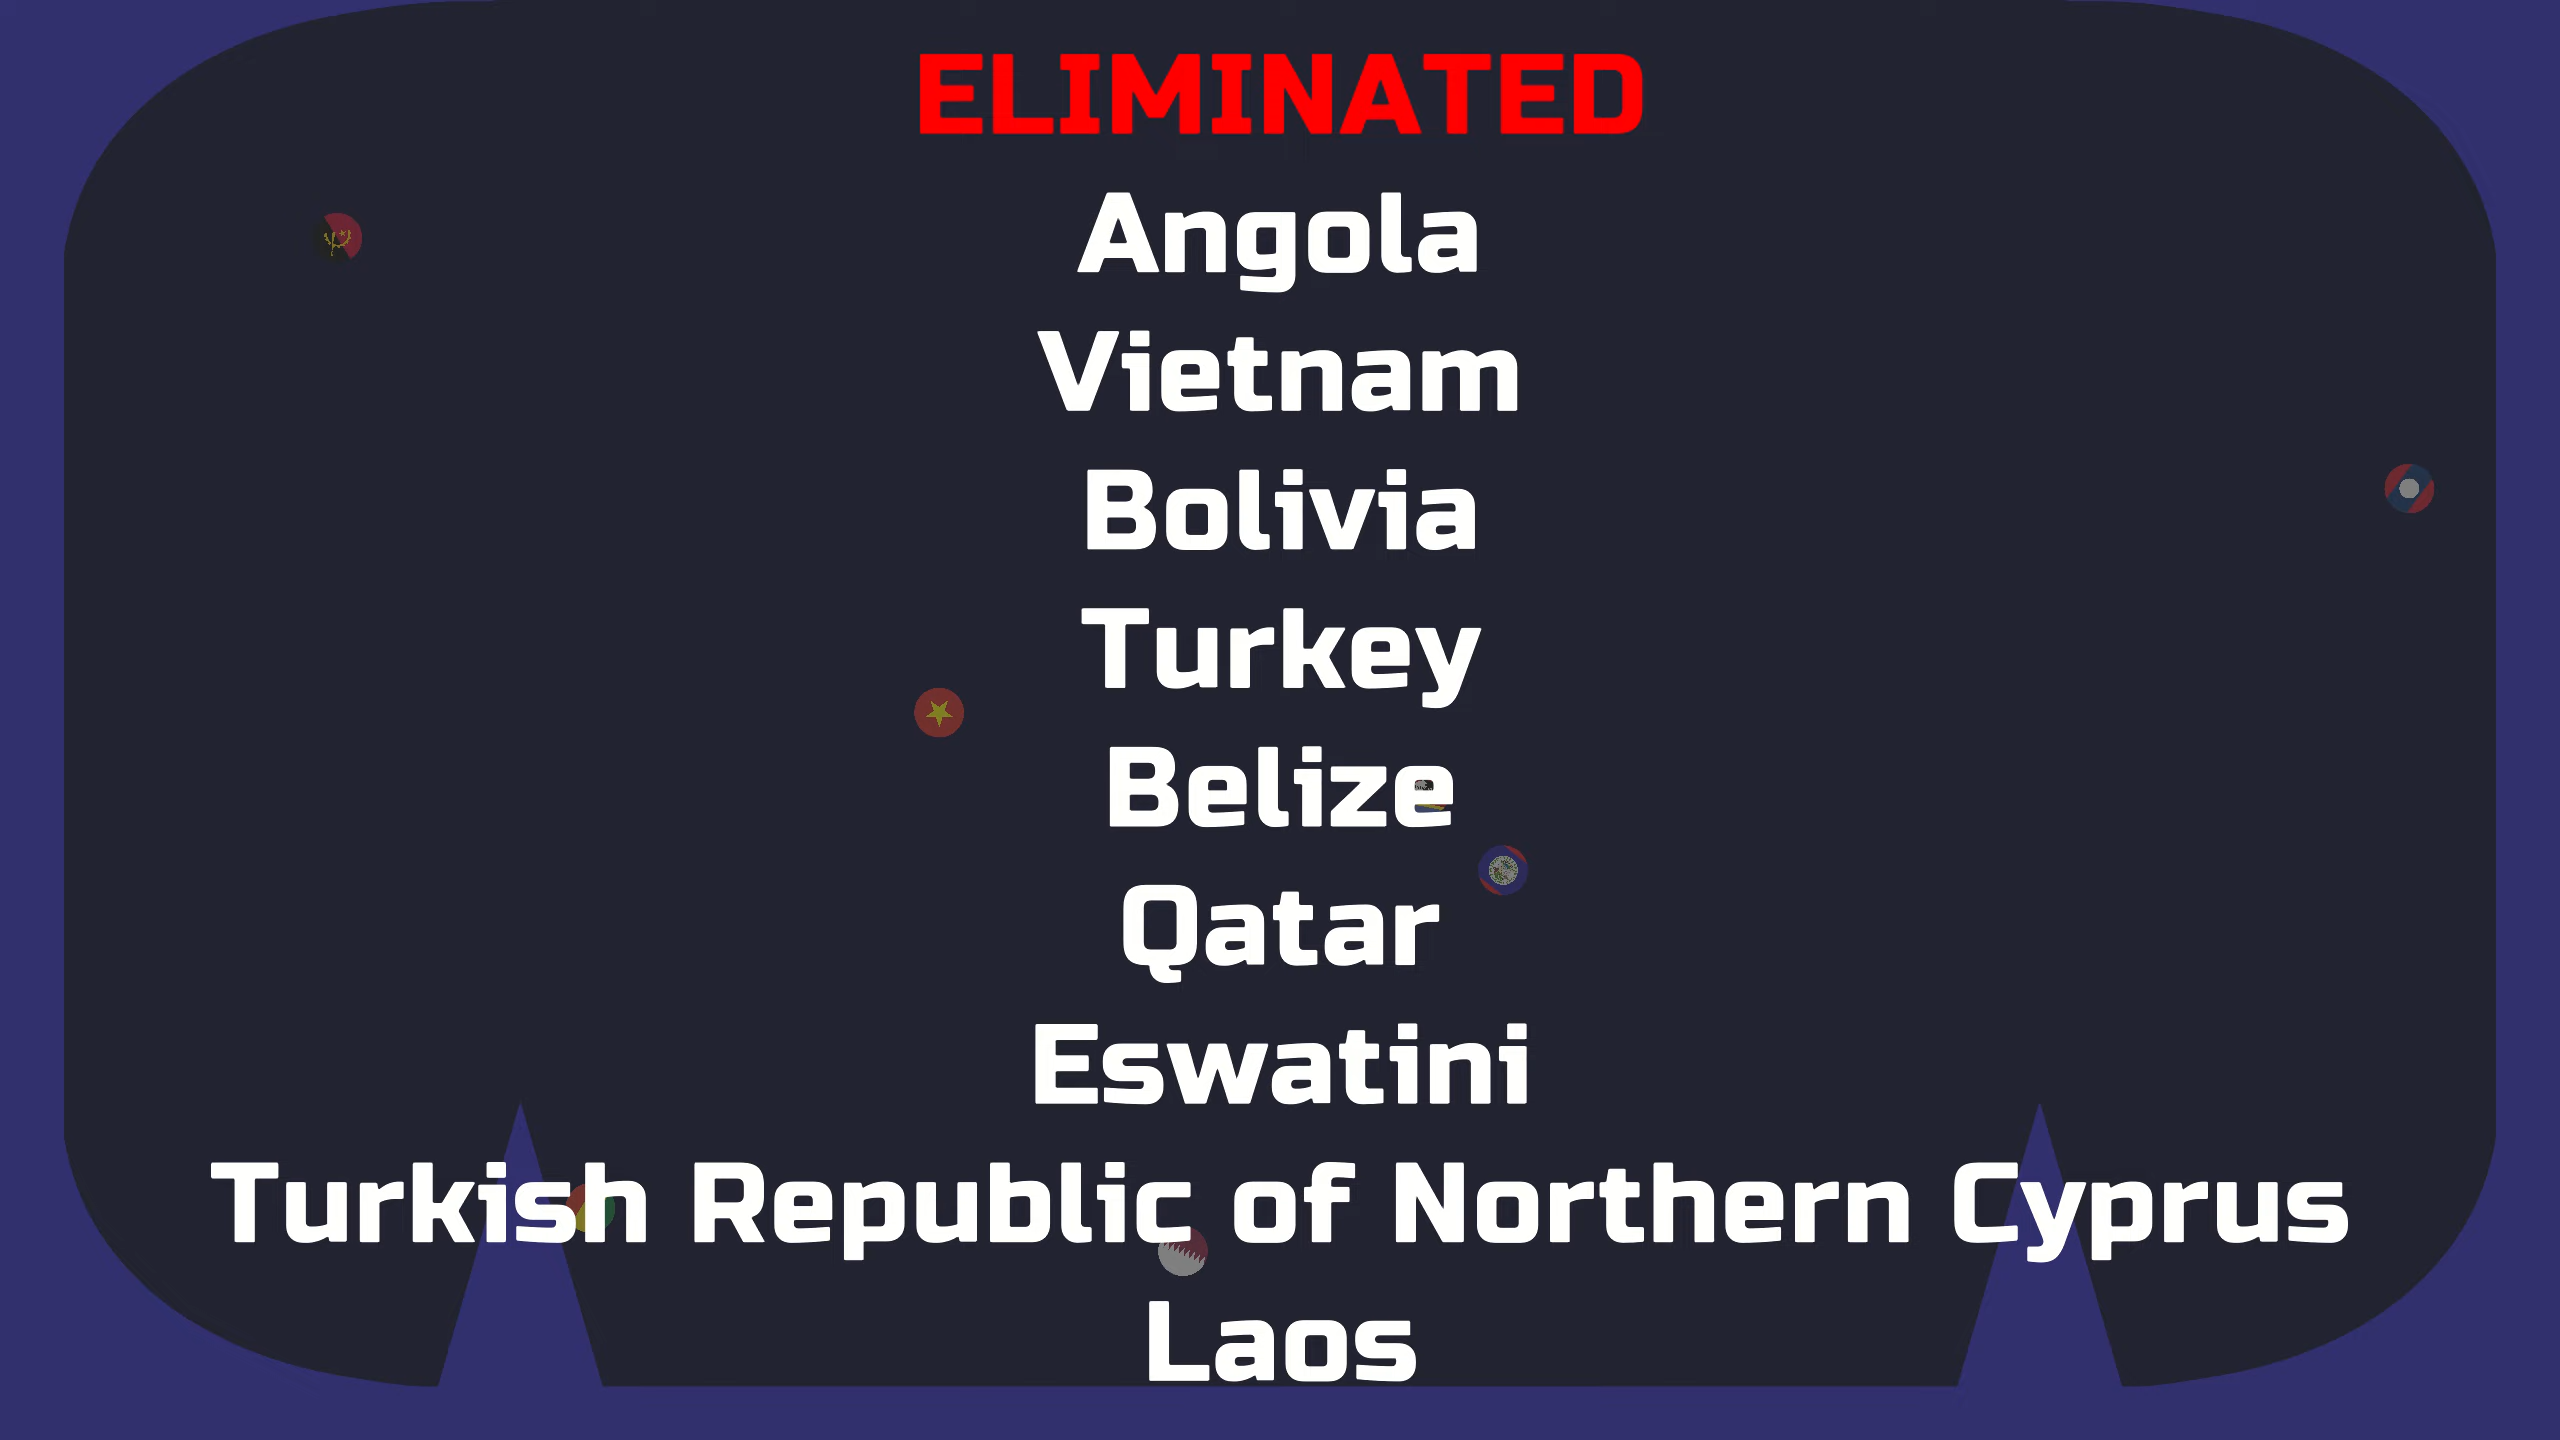 ELIMINATED
Angola
Vietnam
Bolivia
Turkey
Belize
Qatar
Eswatini
Turkish Republic of Northern Cyprus
Laos